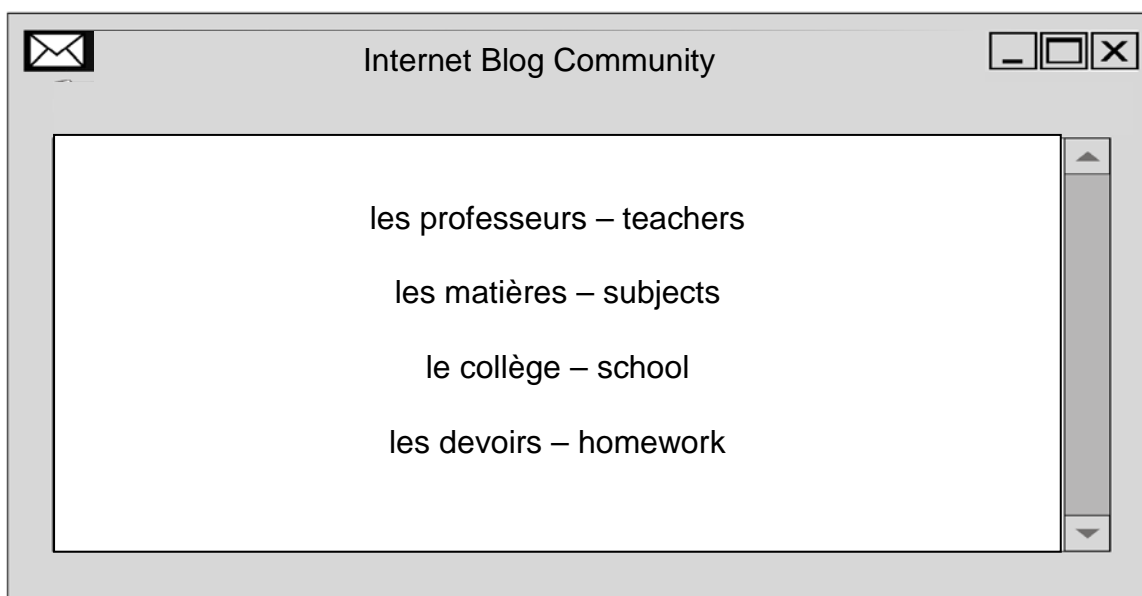 Internet Blog Community
les professeurs – teachers
les matières – subjects
le collège – school
les devoirs – homework